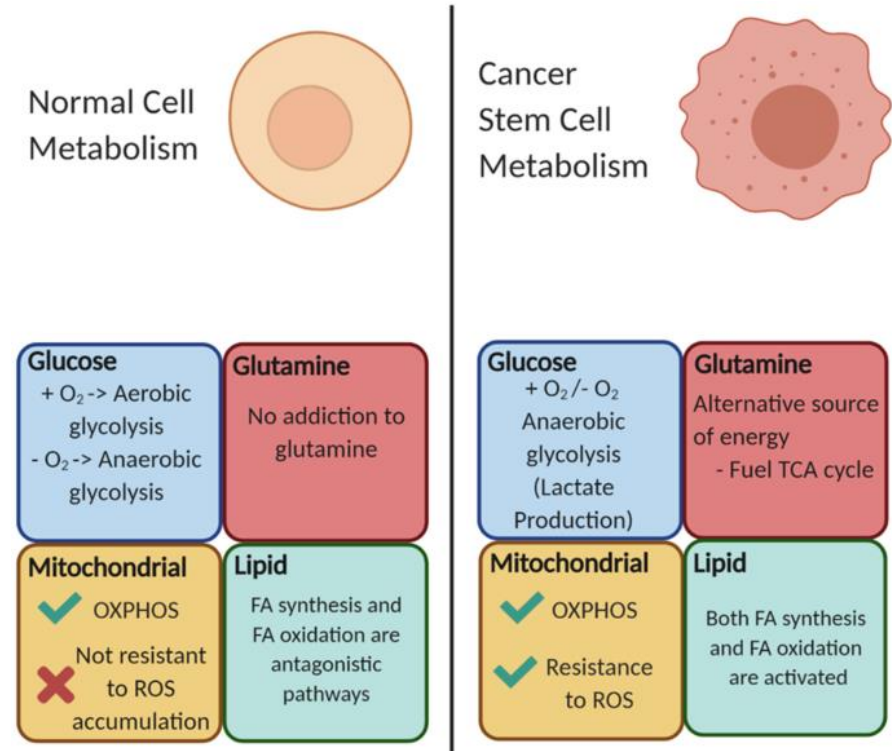 Normal Cell
Metabolism
Cancer
Stem Cell
Metabolism
Glucose
+ O₂ -> Aerobic
glycolysis
- O₂ -> Anaerobic
glycolysis
Glutamine
No addiction to
glutamine
Mitochondrial
OXPHOS
Not resistant
to ROS
accumulation
Lipid
FA synthesis and
FA oxidation are
antagonistic
pathways
Glucose
+ O₂ /- O₂
Anaerobic
glycolysis
(Lactate
Production)
Glutamine
Alternative source
of energy
- Fuel TCA cycle
Mitochondrial
OXPHOS
Resistance
to ROS
Lipid
Both FA synthesis
and FA oxidation
are activated